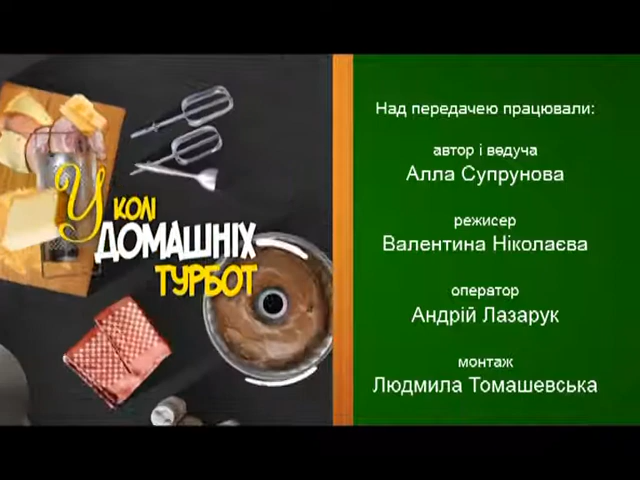 У КОЛІ
ДОМАШНІХ
ТУРБОТ
Над передачею працювали:
автор і ведуча
Алла Супрунова
режисер
Валентина Ніколаєва
оператор
Андрій Лазарук
монтаж
Людмила Томашевська